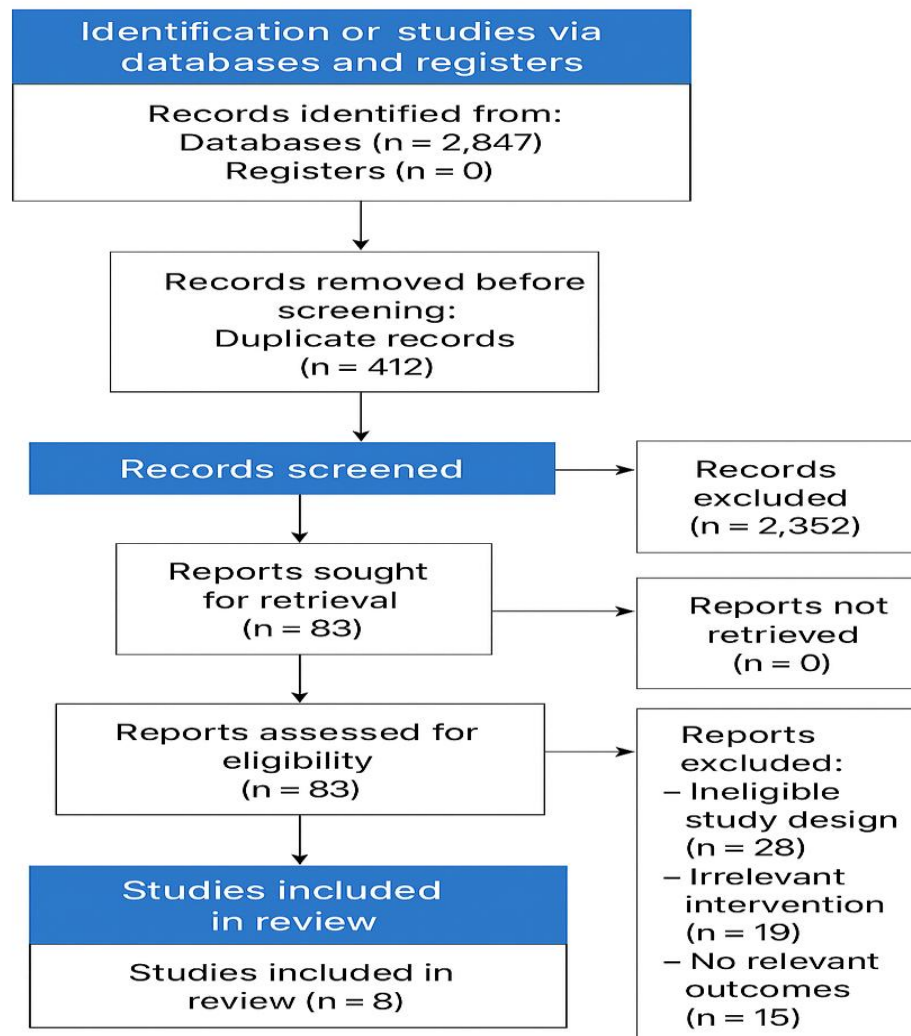 Identification or studies via
databases and registers
Records identified from:
Databases (n = 2,847)
Registers (n = 0)
Records removed before
screening:
Duplicate records
(n = 412)
Records screened
Records
excluded
(n = 2,352)
Reports sought
for retrieval
(n = 83)
Reports not
retrieved
(n = 0)
Reports assessed for
eligibility
(n = 83)
Reports
excluded:
– Ineligible
study design
(n = 28)
– Irrelevant
intervention
(n = 19)
– No relevant
outcomes
(n = 15)
Studies included
in review
Studies included in
review (n = 8)